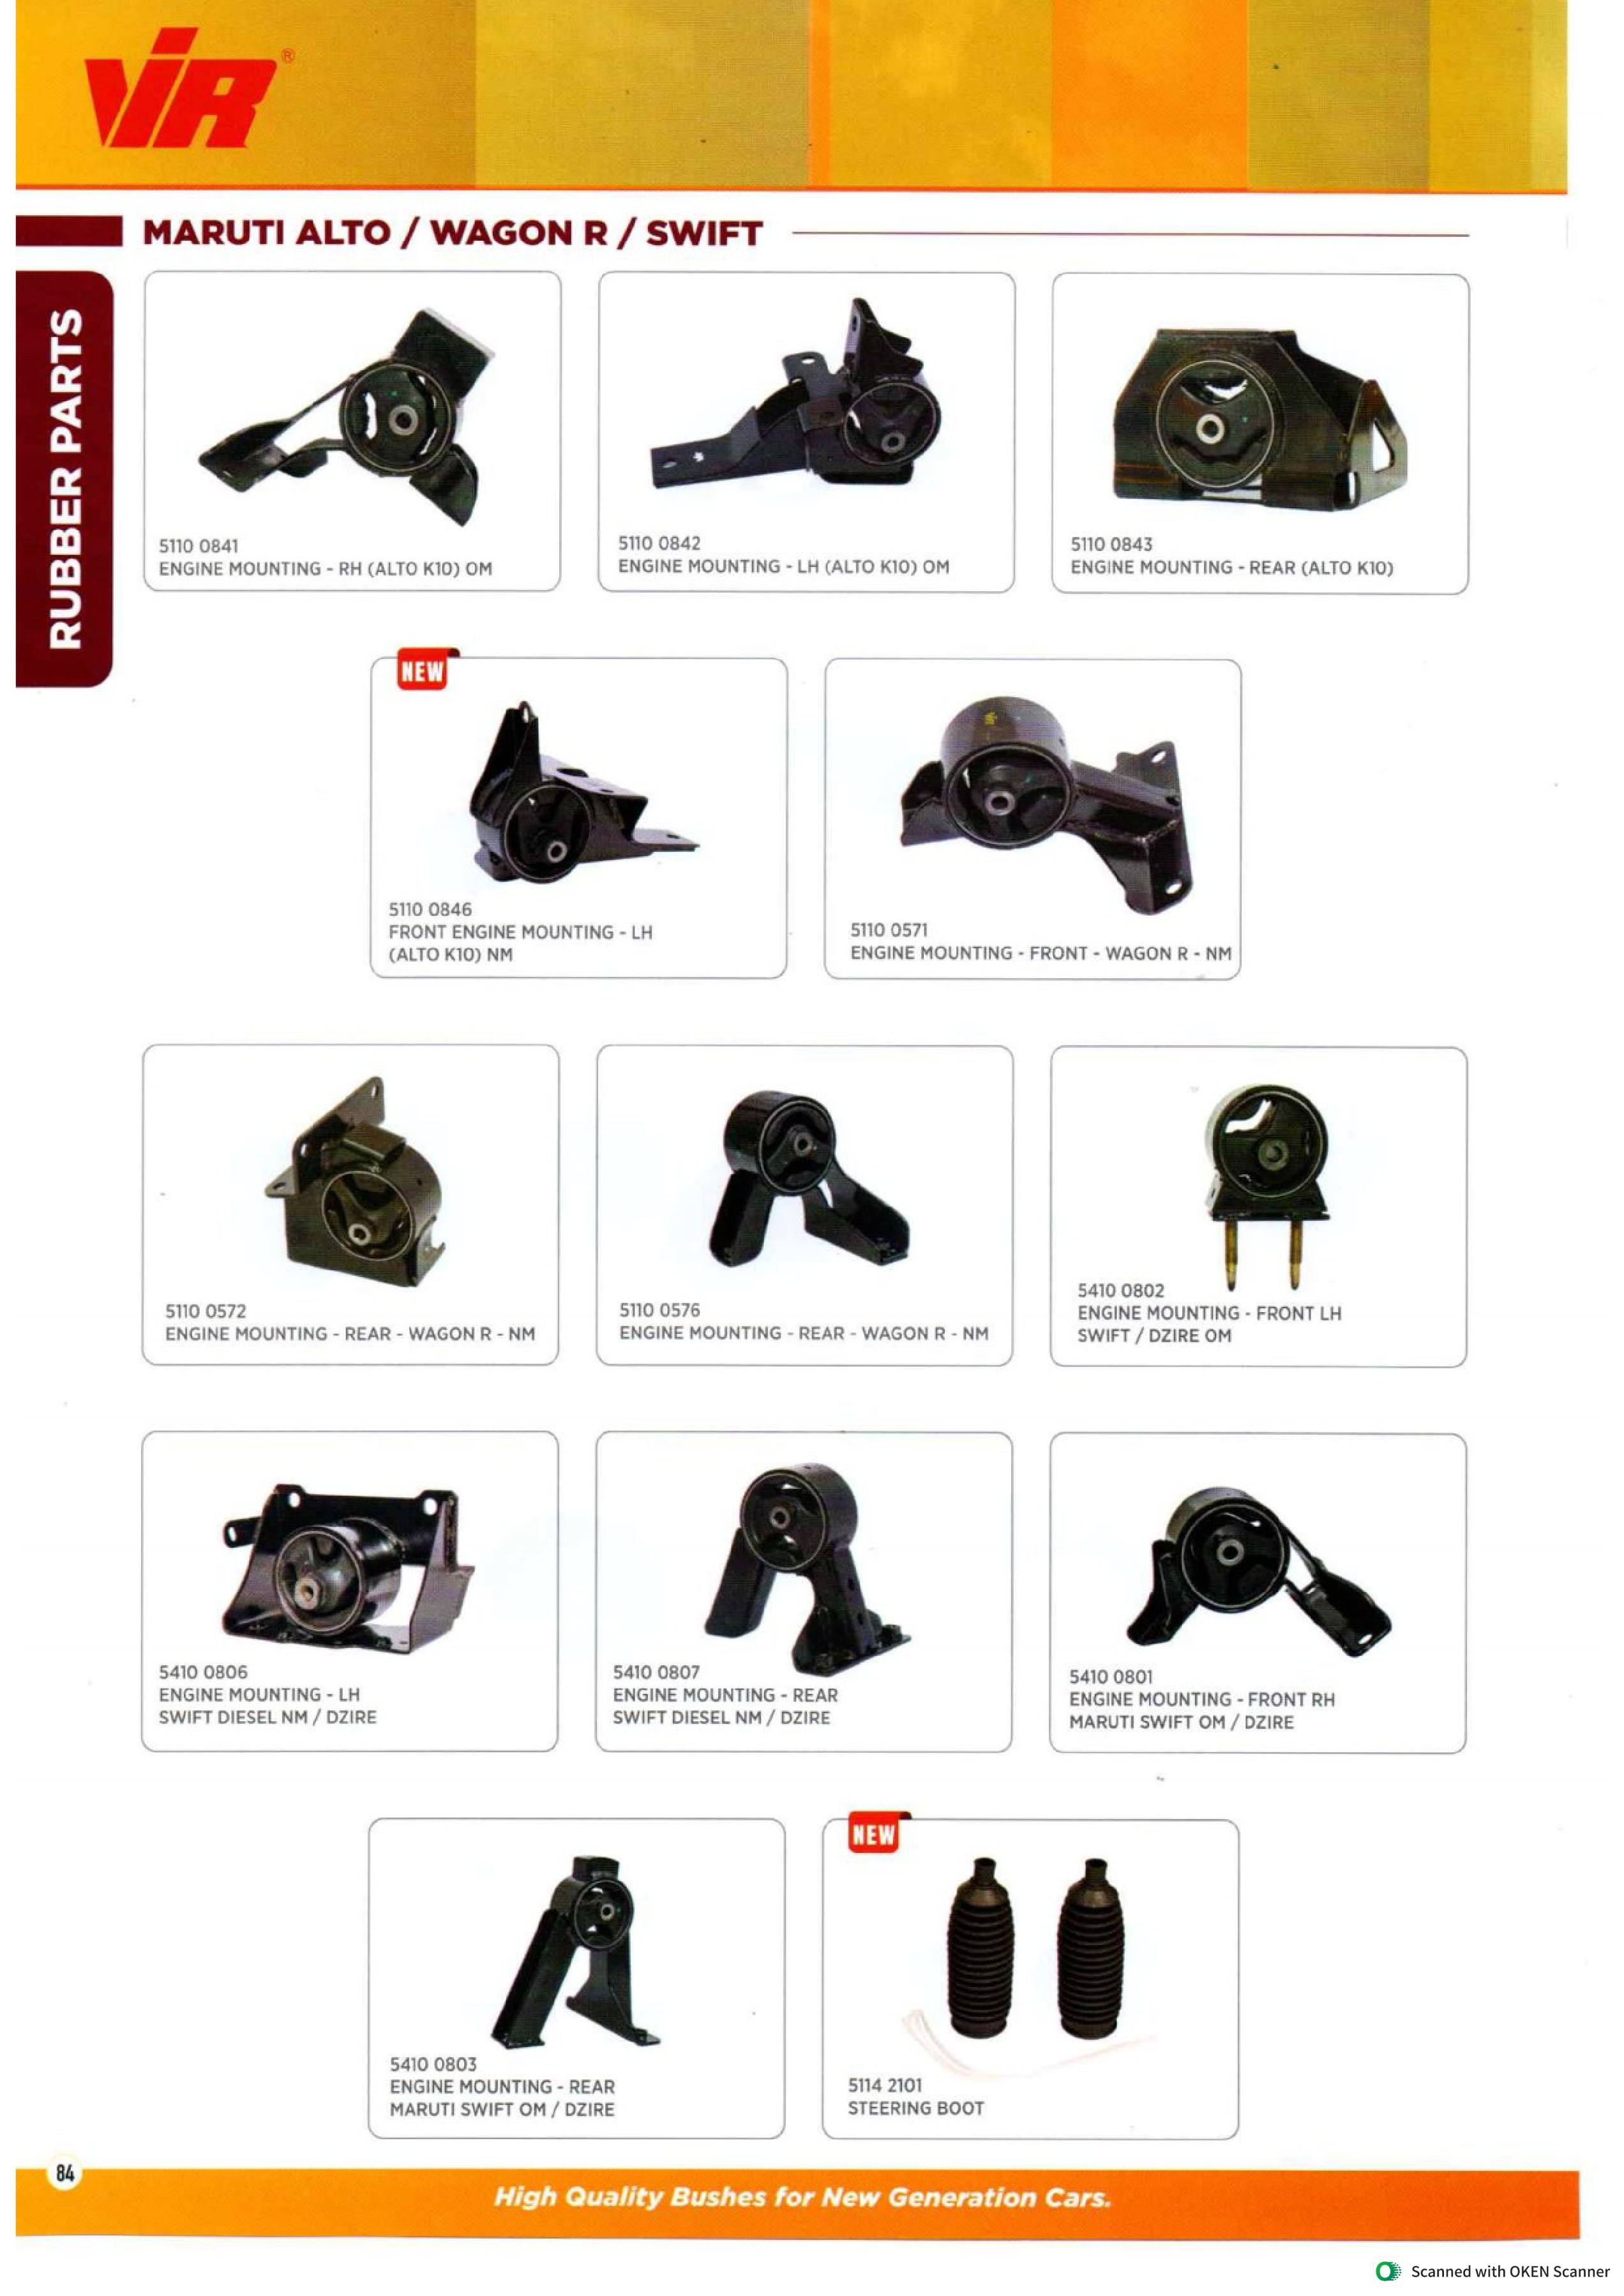 VIR®
MARUTI ALTO / WAGON R / SWIFT
RUBBER PARTS
5110 0841
ENGINE MOUNTING - RH (ALTO K10) OM
5110 0842
ENGINE MOUNTING - LH (ALTO K10) OM
5110 0843
ENGINE MOUNTING - REAR (ALTO K10)
NEW
5110 0846
FRONT ENGINE MOUNTING - LH
(ALTO K10) NM
5110 0571
ENGINE MOUNTING - FRONT - WAGON R - NM
5110 0572
ENGINE MOUNTING - REAR - WAGON R - NM
5110 0576
ENGINE MOUNTING - REAR - WAGON R - NM
5410 0802
ENGINE MOUNTING - FRONT LH
SWIFT / DZIRE OM
5410 0806
ENGINE MOUNTING - LH
SWIFT DIESEL NM / DZIRE
5410 0807
ENGINE MOUNTING - REAR
SWIFT DIESEL NM / DZIRE
5410 0801
ENGINE MOUNTING - FRONT RH
MARUTI SWIFT OM / DZIRE
5410 0803
ENGINE MOUNTING - REAR
MARUTI SWIFT OM / DZIRE
NEW
5114 2101
STEERING BOOT
84
High Quality Bushes for New Generation Cars.
Scanned with OKEN Scanner